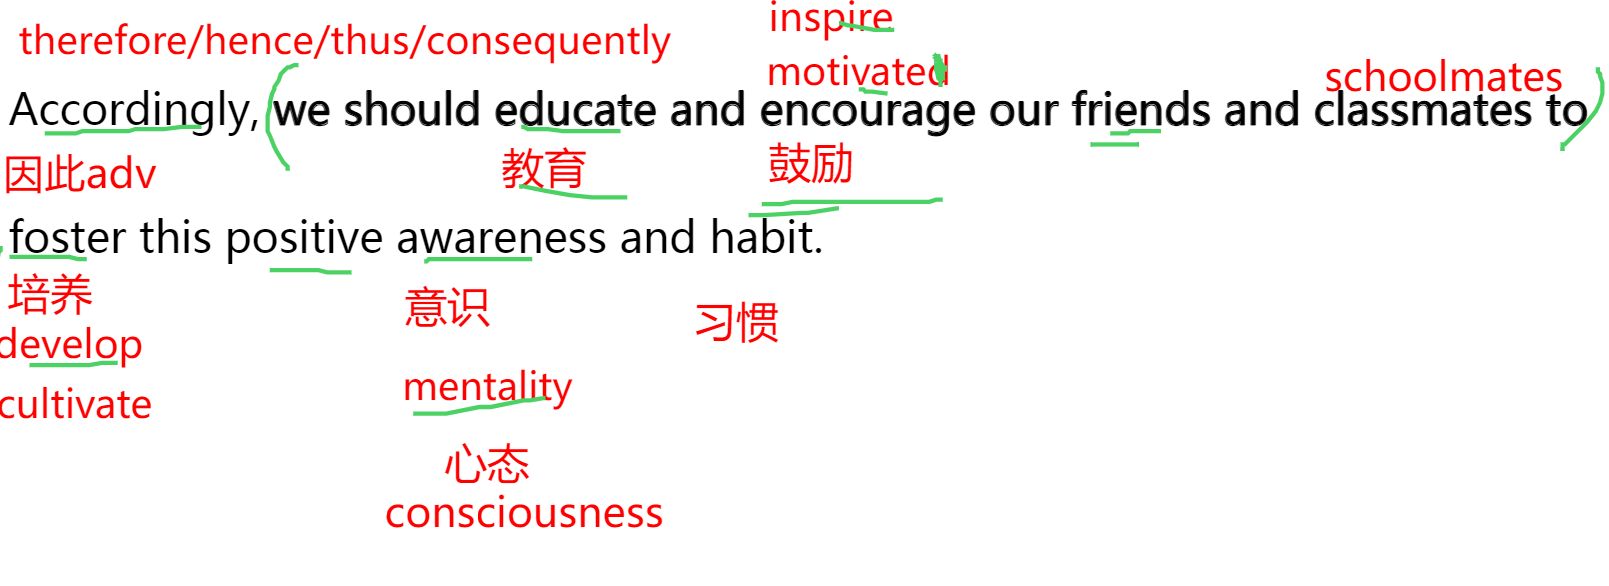 inspire
therefore/hence/thus/consequently
motivated
schoolmates
Accordingly, we should educate and encourage our friends and classmates to
因此adv
教育
鼓励
foster this positive awareness and habit.
培养
意识
习惯
develop
mentality
cultivate
心态
consciousness